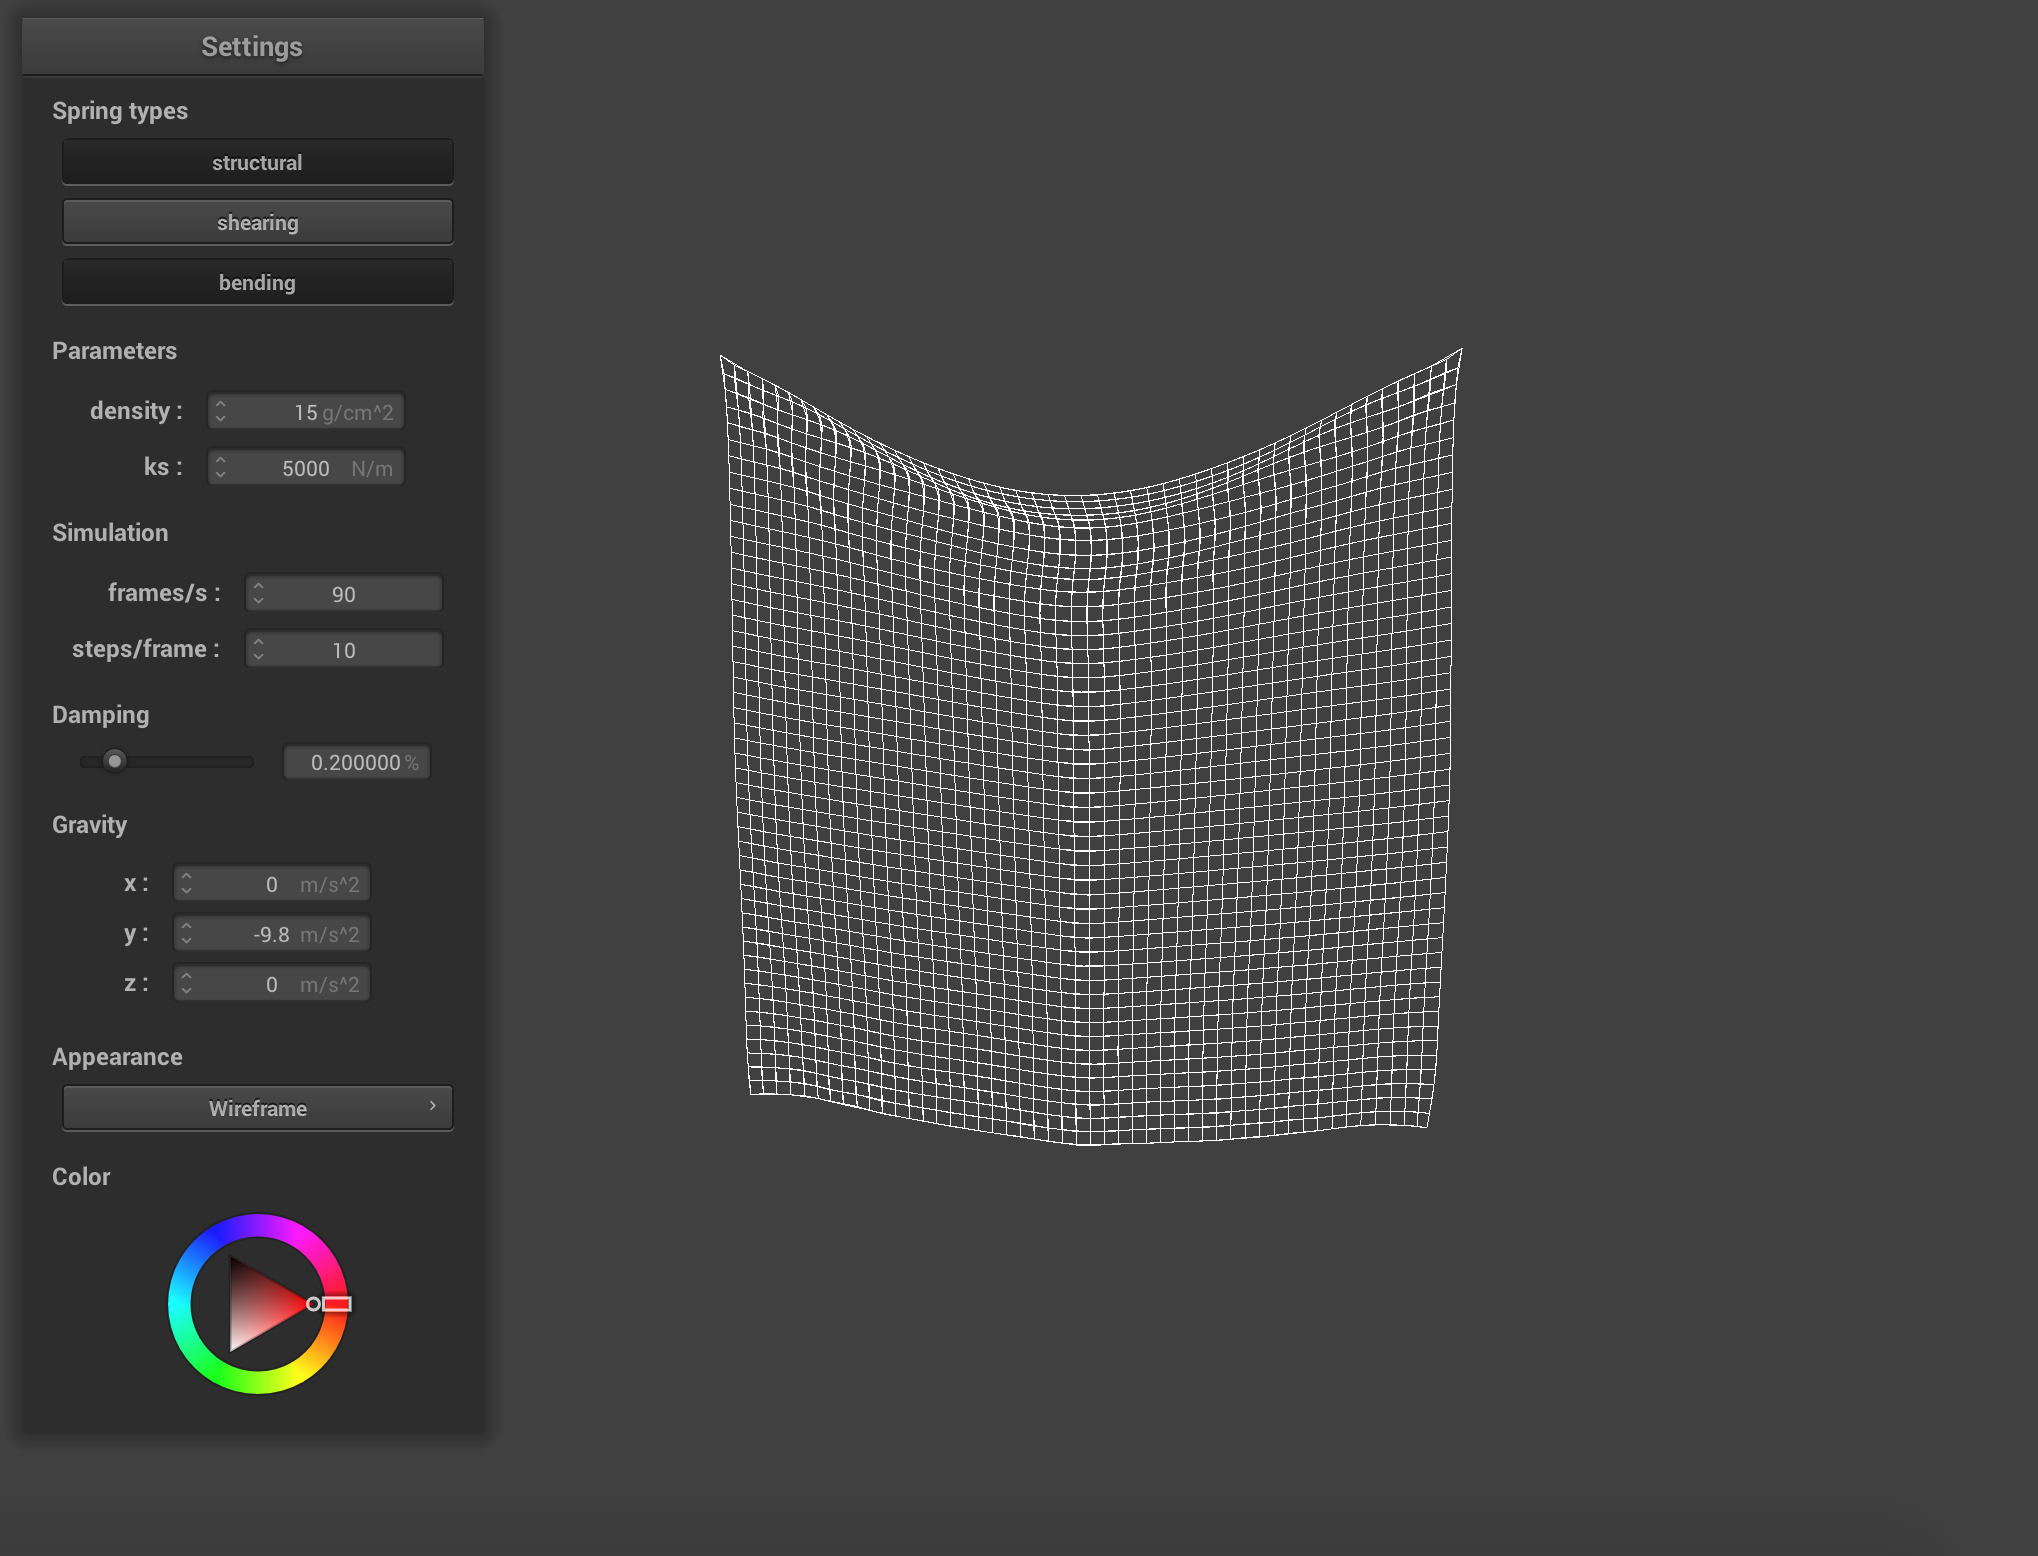 Settings
Spring types
structural
shearing
bending
Parameters
density : 15 g/cm^2
ks : 5000 N/m
Simulation
frames/s : 90
steps/frame : 10
Damping
0.200000 %
Gravity
x : 0 m/s^2
y : -9.8 m/s^2
z : 0 m/s^2
Appearance
Wireframe
Color